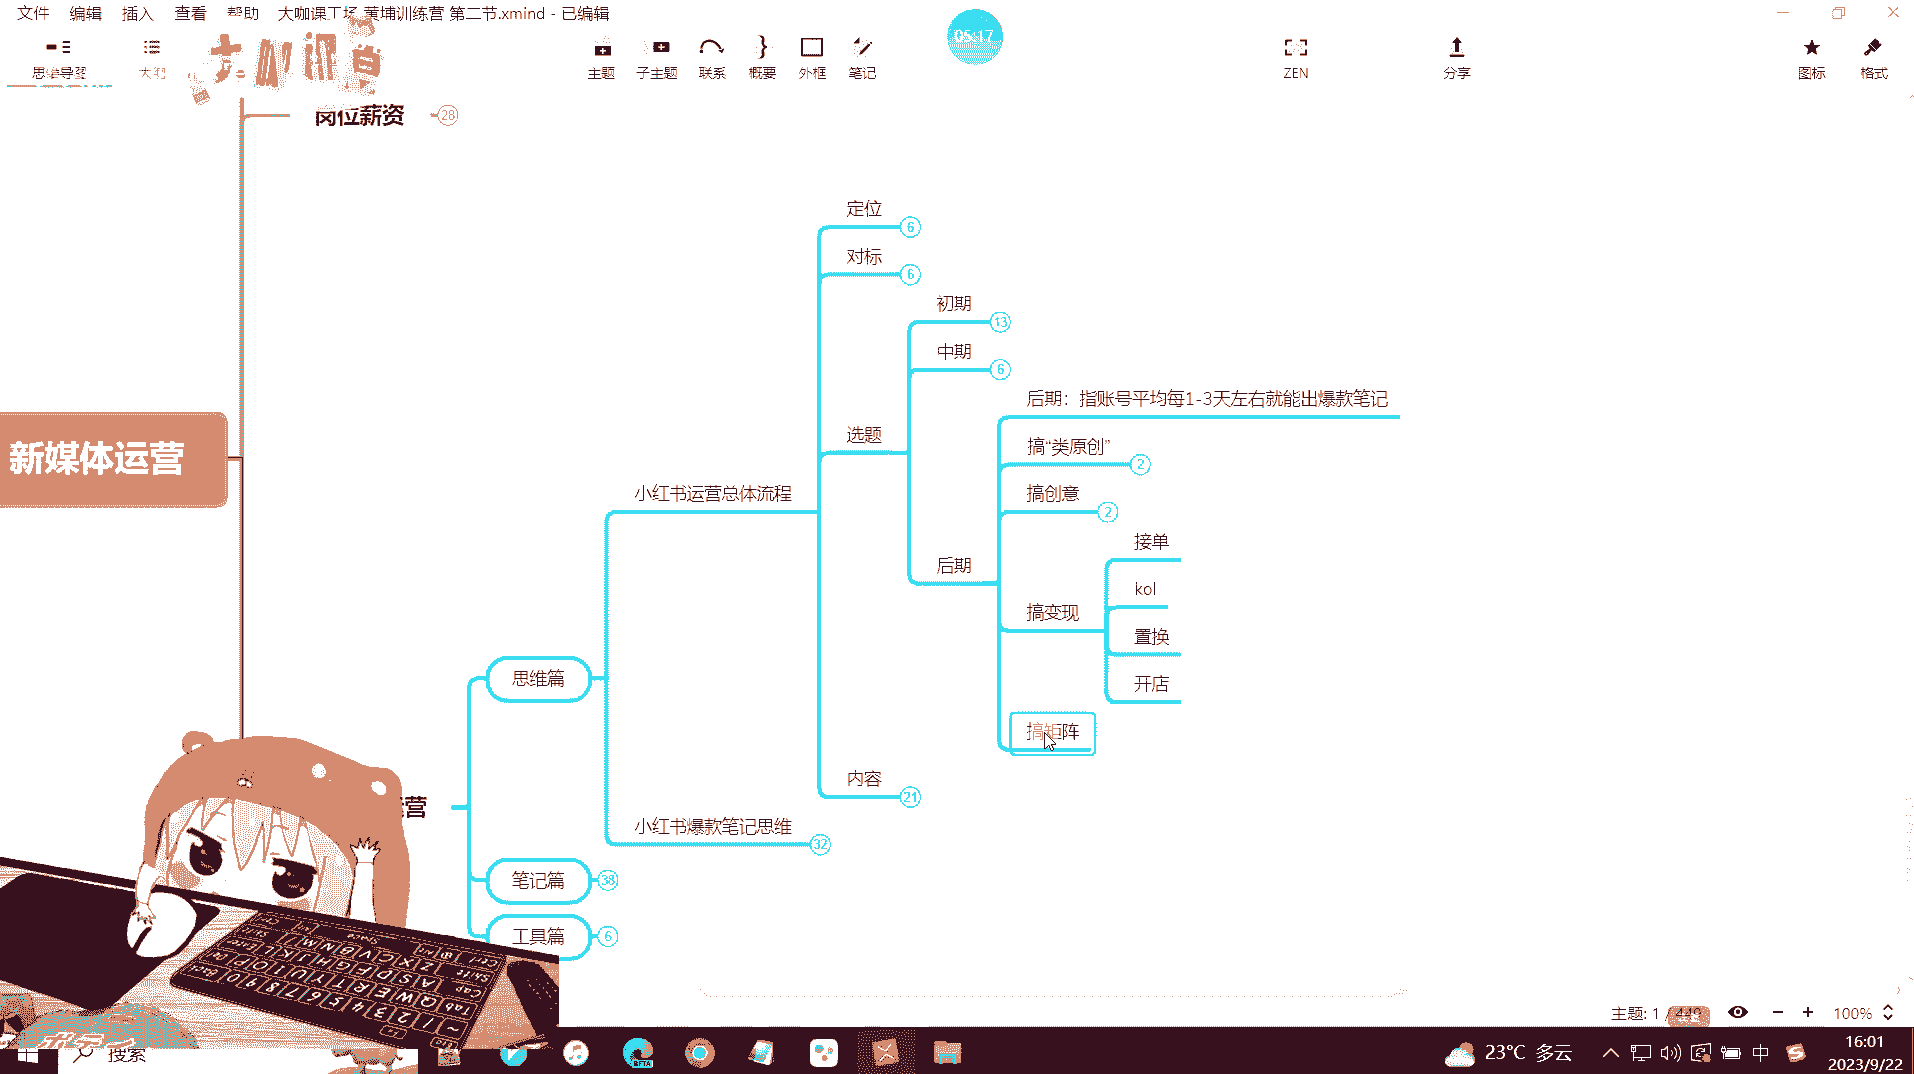 文件 编辑 插入 查看 帮助 大咖课工场 黄埔训练营 第二节.xmind - 已编辑
05:17
思维导图 大纲 大咖课
主题 子主题 联系 概要 外框 笔记 ZEN 分享 图标 格式
岗位薪资 28
定位 6
对标 6
初期 13
中期 6
后期：指账号平均每1-3天左右就能出爆款笔记
选题
搞“类原创” 2
小红书运营总体流程
搞创意 2
新媒体运营
接单
后期
kol
搞变现
置换
思维篇
开店
搞矩阵
内容 21
营
小红书爆款笔记思维 32
笔记篇 38
工具篇 6
主题: 1 / 449
100%
搜索
BETA
23°C 多云
中
16:01
2023/9/22